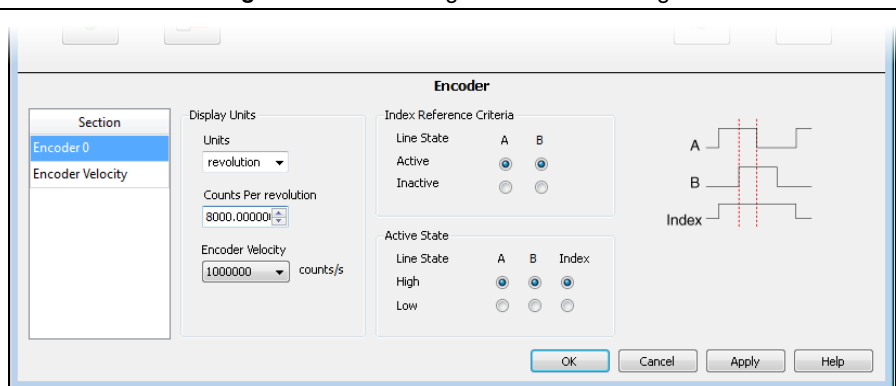 Encoder
Section
Encoder 0
Encoder Velocity
Display Units
Units
revolution
Counts Per revolution
8000.00000
Encoder Velocity
1000000 counts/s
Index Reference Criteria
Line State A B
Active
Inactive
Active State
Line State A B Index
High
Low
A
B
Index
OK Cancel Apply Help